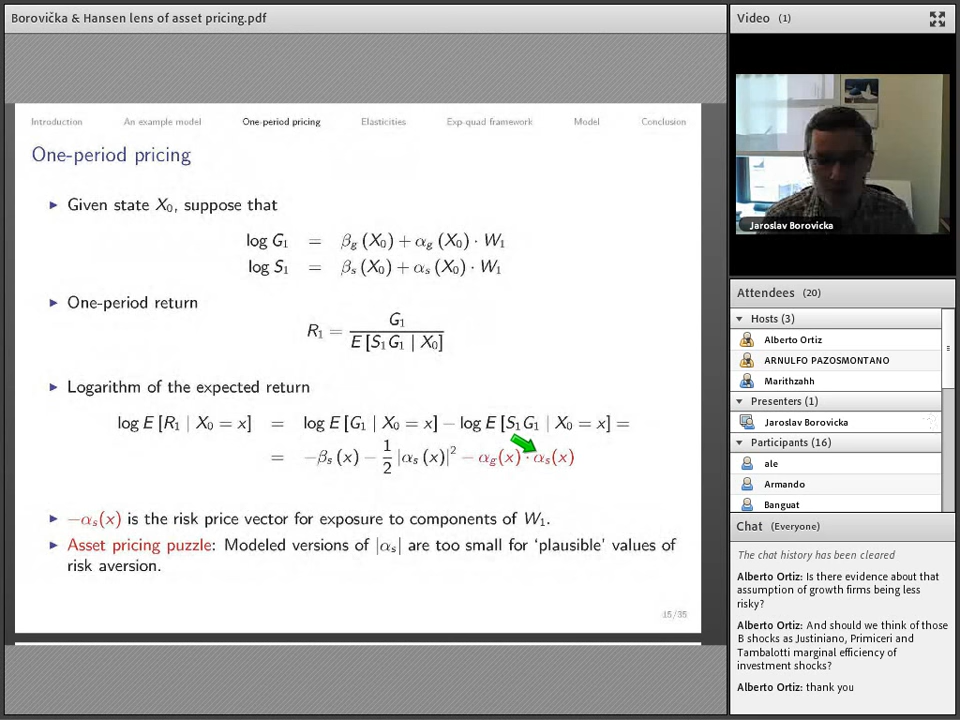 Borovička & Hansen lens of asset pricing.pdf
Introduction An example model One-period pricing Elasticities Exp-quad framework Model Conclusion
One-period pricing
► Given state X₀, suppose that
log G₁ = β_g (X₀) + α_g (X₀) · W₁
log S₁ = β_s (X₀) + α_s (X₀) · W₁
► One-period return
R₁ = G₁ / E [S₁G₁ | X₀]
► Logarithm of the expected return
log E [R₁ | X₀ = x] = log E [G₁ | X₀ = x] − log E [S₁G₁ | X₀ = x] =
= −β_s (x) − 1/2 |α_s (x)|² − α_g(x) · α_s(x)
► −α_s(x) is the risk price vector for exposure to components of W₁.
► Asset pricing puzzle: Modeled versions of |α_s| are too small for ‘plausible’ values of
risk aversion.
15/35
Video (1)
Jaroslav Borovicka
Attendees (20)
Hosts (3)
Alberto Ortiz
ARNULFO PAZOSMONTANO
Marithzahh
Presenters (1)
Jaroslav Borovicka
Participants (16)
ale
Armando
Banguat
Chat (Everyone)
The chat history has been cleared
Alberto Ortiz: Is there evidence about that
assumption of growth firms being less
risky?
Alberto Ortiz: And should we think of those
B shocks as Justiniano, Primiceri and
Tambalotti marginal efficiency of
investment shocks?
Alberto Ortiz: thank you